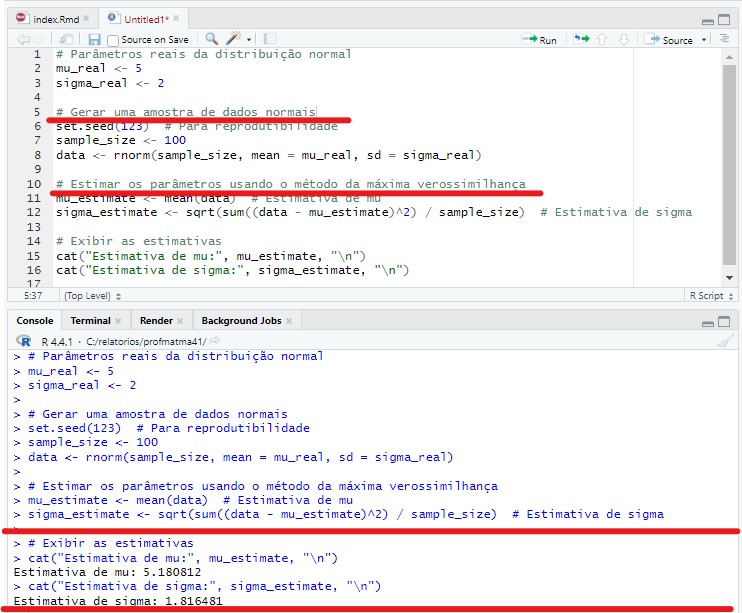 index.Rmd
Untitled1*
Source on Save
Run
Source
1 # Parâmetros reais da distribuição normal
2 mu_real <- 5
3 sigma_real <- 2
4
5 # Gerar uma amostra de dados normais
6 set.seed(123)  # Para reprodutibilidade
7 sample_size <- 100
8 data <- rnorm(sample_size, mean = mu_real, sd = sigma_real)
9
10 # Estimar os parâmetros usando o método da máxima verossimilhança
11 mu_estimate <- mean(data)  # Estimativa de mu
12 sigma_estimate <- sqrt(sum((data - mu_estimate)^2) / sample_size)  # Estimativa de sigma
13
14 # Exibir as estimativas
15 cat("Estimativa de mu:", mu_estimate, "\n")
16 cat("Estimativa de sigma:", sigma_estimate, "\n")
17
5:37 (Top Level) R Script
Console Terminal Render Background Jobs
R R 4.4.1 · C:/relatorios/profmatma41/
> # Parâmetros reais da distribuição normal
> mu_real <- 5
> sigma_real <- 2
>
> # Gerar uma amostra de dados normais
> set.seed(123)  # Para reprodutibilidade
> sample_size <- 100
> data <- rnorm(sample_size, mean = mu_real, sd = sigma_real)
>
> # Estimar os parâmetros usando o método da máxima verossimilhança
> mu_estimate <- mean(data)  # Estimativa de mu
> sigma_estimate <- sqrt(sum((data - mu_estimate)^2) / sample_size)  # Estimativa de sigma
>
> # Exibir as estimativas
> cat("Estimativa de mu:", mu_estimate, "\n")
Estimativa de mu: 5.180812
> cat("Estimativa de sigma:", sigma_estimate, "\n")
Estimativa de sigma: 1.816481